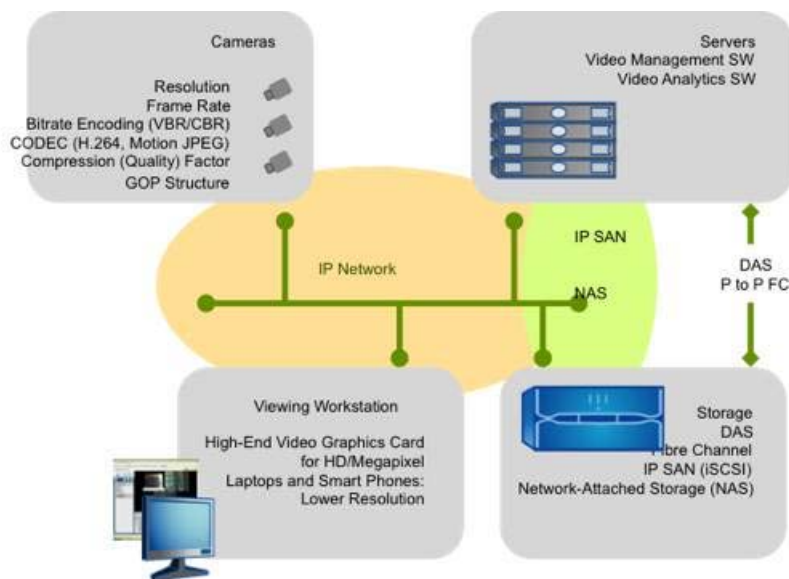 Cameras
Resolution
Frame Rate
Bitrate Encoding (VBR/CBR)
CODEC (H.264, Motion JPEG)
Compression (Quality) Factor
GOP Structure
Servers
Video Management SW
Video Analytics SW
IP Network
IP SAN
NAS
DAS
P to P FC
Viewing Workstation
High-End Video Graphics Card
for HD/Megapixel
Laptops and Smart Phones:
Lower Resolution
Storage
DAS
Fibre Channel
IP SAN (iSCSI)
Network-Attached Storage (NAS)